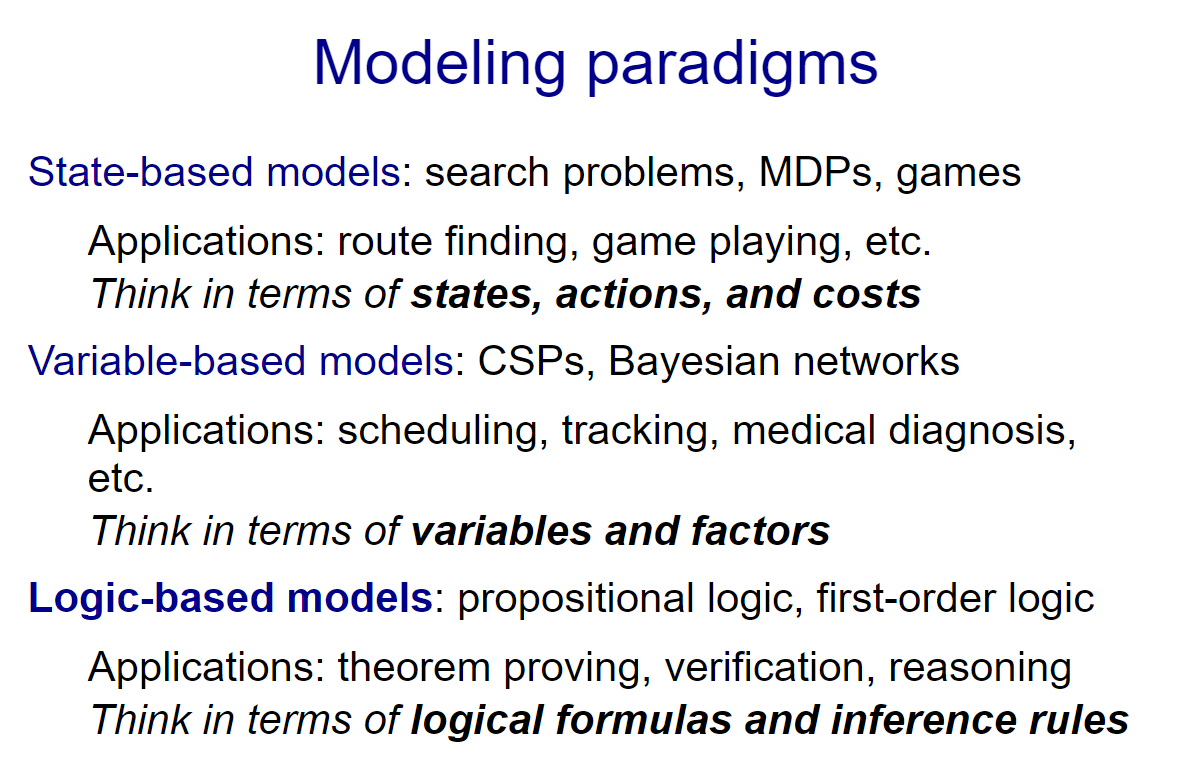 Modeling paradigms
State-based models: search problems, MDPs, games
Applications: route finding, game playing, etc.
Think in terms of states, actions, and costs
Variable-based models: CSPs, Bayesian networks
Applications: scheduling, tracking, medical diagnosis,
etc.
Think in terms of variables and factors
Logic-based models: propositional logic, first-order logic
Applications: theorem proving, verification, reasoning
Think in terms of logical formulas and inference rules